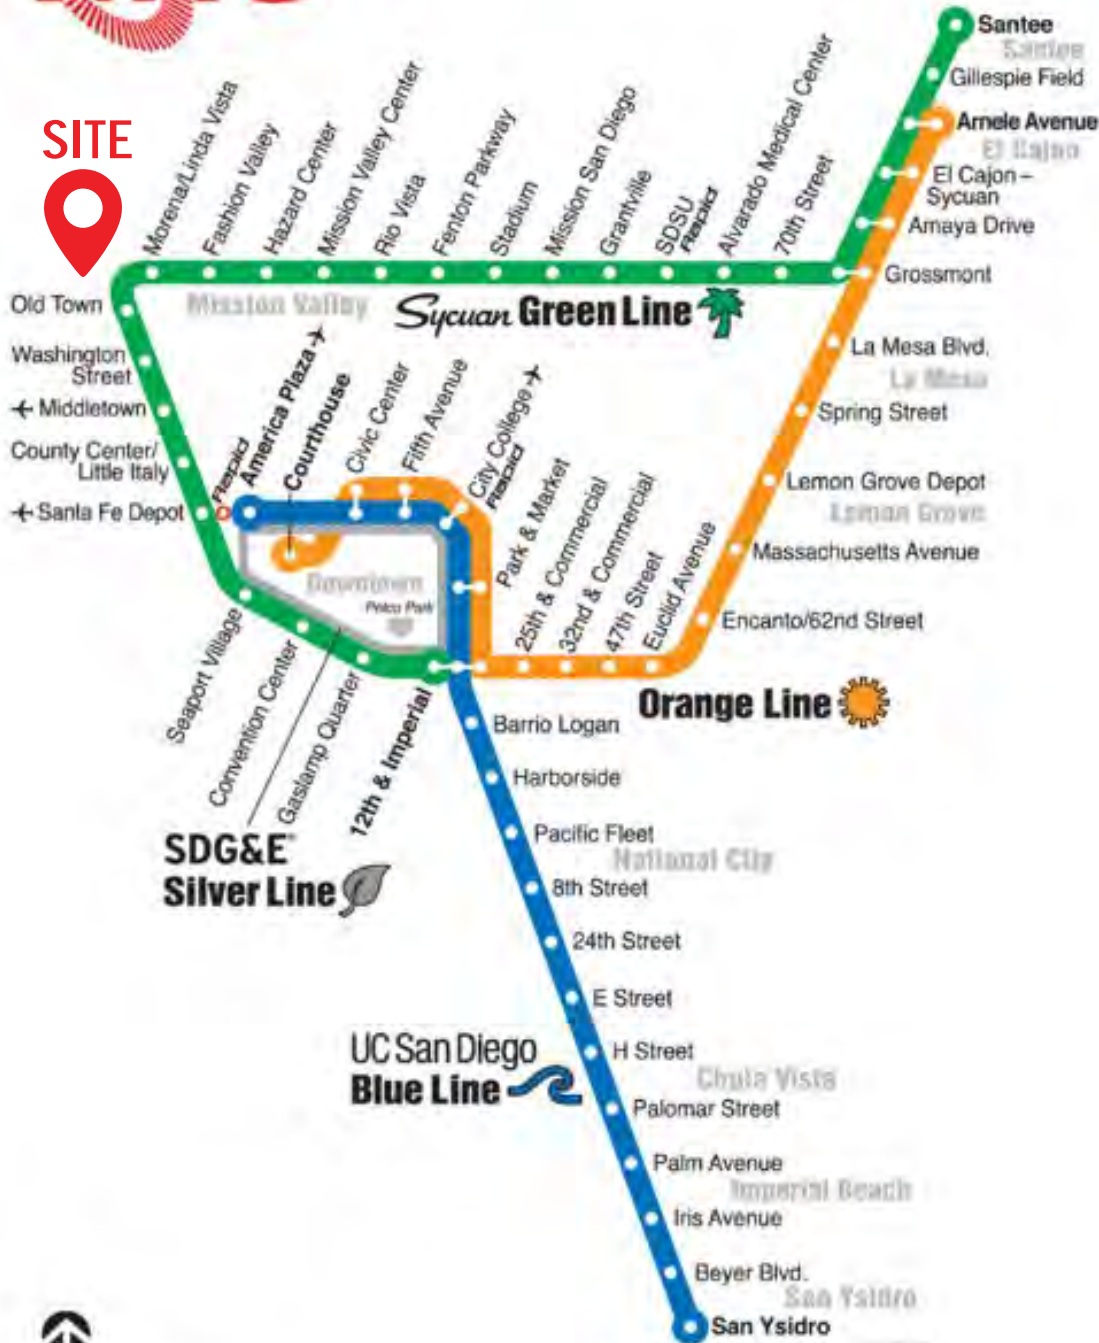 SITE
Santee
Santee
Gillespie Field
Arnele Avenue
El Cajon
El Cajon –
Sycuan
Amaya Drive
Grossmont
Morena/Linda Vista
Fashion Valley
Hazard Center
Mission Valley Center
Rio Vista
Fenton Parkway
Stadium
Mission San Diego
Grantville
SDSU
Rapid
Alvarado Medical Center
70th Street
Mission Valley
Sycuan Green Line
Old Town
Washington
Street
Middletown
County Center/
Little Italy
Santa Fe Depot
Rapid
America Plaza
Courthouse
Civic Center
Fifth Avenue
City College
Rapid
Park & Market
25th & Commercial
32nd & Commercial
47th Street
Euclid Avenue
La Mesa Blvd.
La Mesa
Spring Street
Lemon Grove Depot
Lemon Grove
Massachusetts Avenue
Encanto/62nd Street
Orange Line
Downtown
Petco Park
Seaport Village
Convention Center
Gaslamp Quarter
12th & Imperial
SDG&E
Silver Line
Barrio Logan
Harborside
Pacific Fleet
National City
8th Street
24th Street
E Street
UC San Diego
Blue Line
H Street
Chula Vista
Palomar Street
Palm Avenue
Imperial Beach
Iris Avenue
Beyer Blvd.
San Ysidro
San Ysidro